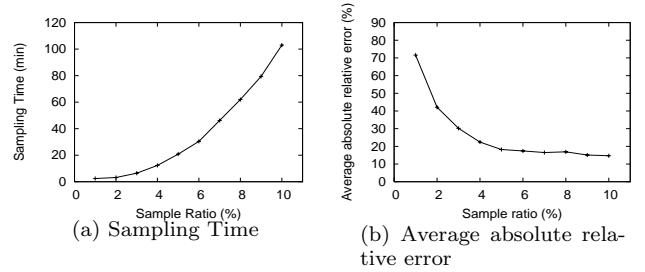 120
100
80
60
40
20
0
Sampling Time (min)
0 2 4 6 8 10
Sample Ratio (%)
(a) Sampling Time
90
80
70
60
50
40
30
20
10
0
Average absolute relative error (%)
0 2 4 6 8 10
Sample ratio (%)
(b) Average absolute rela-
tive error